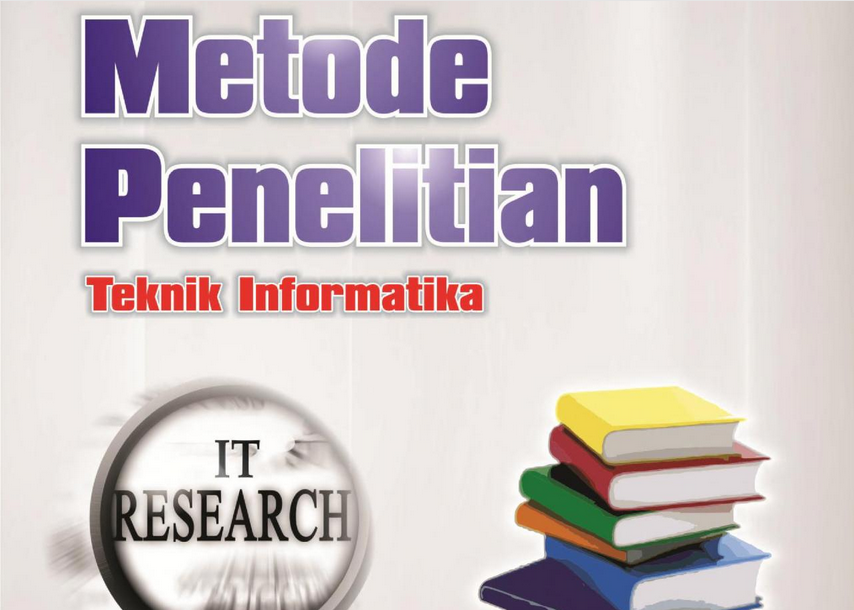 Metode
Penelitian
Teknik Informatika
IT
RESEARCH